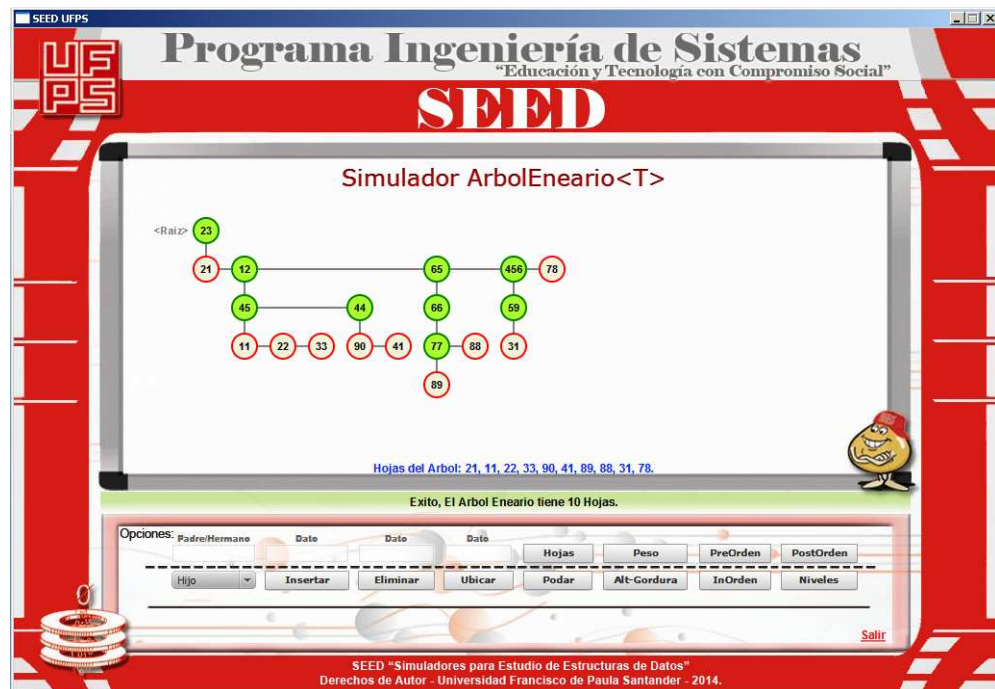 SEED UFPS
UF
PS
Programa Ingeniería de Sistemas
“Educación y Tecnología con Compromiso Social”
SEED
Simulador ArbolEneario<T>
<Raiz> 23
21 12 65 456 78
45 44 66 59
11 22 33 90 41 77 88 31
89
Hojas del Arbol: 21, 11, 22, 33, 90, 41, 89, 88, 31, 78.
Exito, El Arbol Eneario tiene 10 Hojas.
Opciones: Padre/Hermano Dato Dato Dato
Hojas Peso PreOrden PostOrden
Hijo Insertar Eliminar Ubicar Podar Alt-Gordura InOrden Niveles
Salir
SEED “Simuladores para Estudio de Estructuras de Datos”
Derechos de Autor - Universidad Francisco de Paula Santander - 2014.